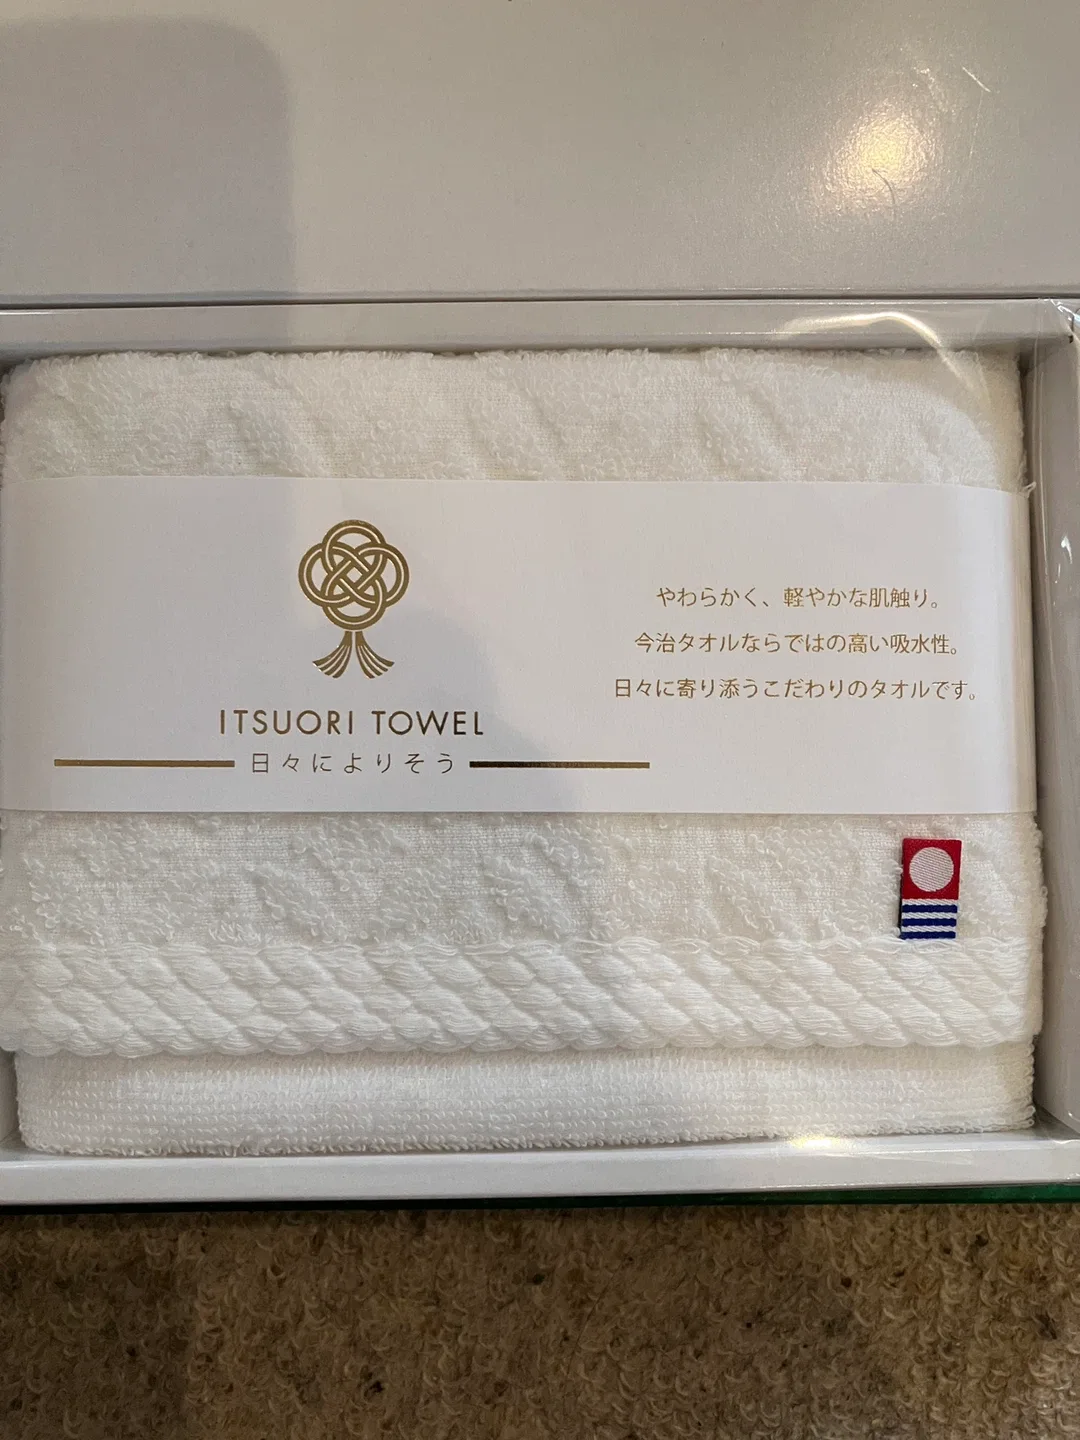 ITSUORI TOWEL
日々によりそう
やわらかく、軽やかな肌触り。
今治タオルならではの高い吸水性。
日々に寄り添うこだわりのタオルです。